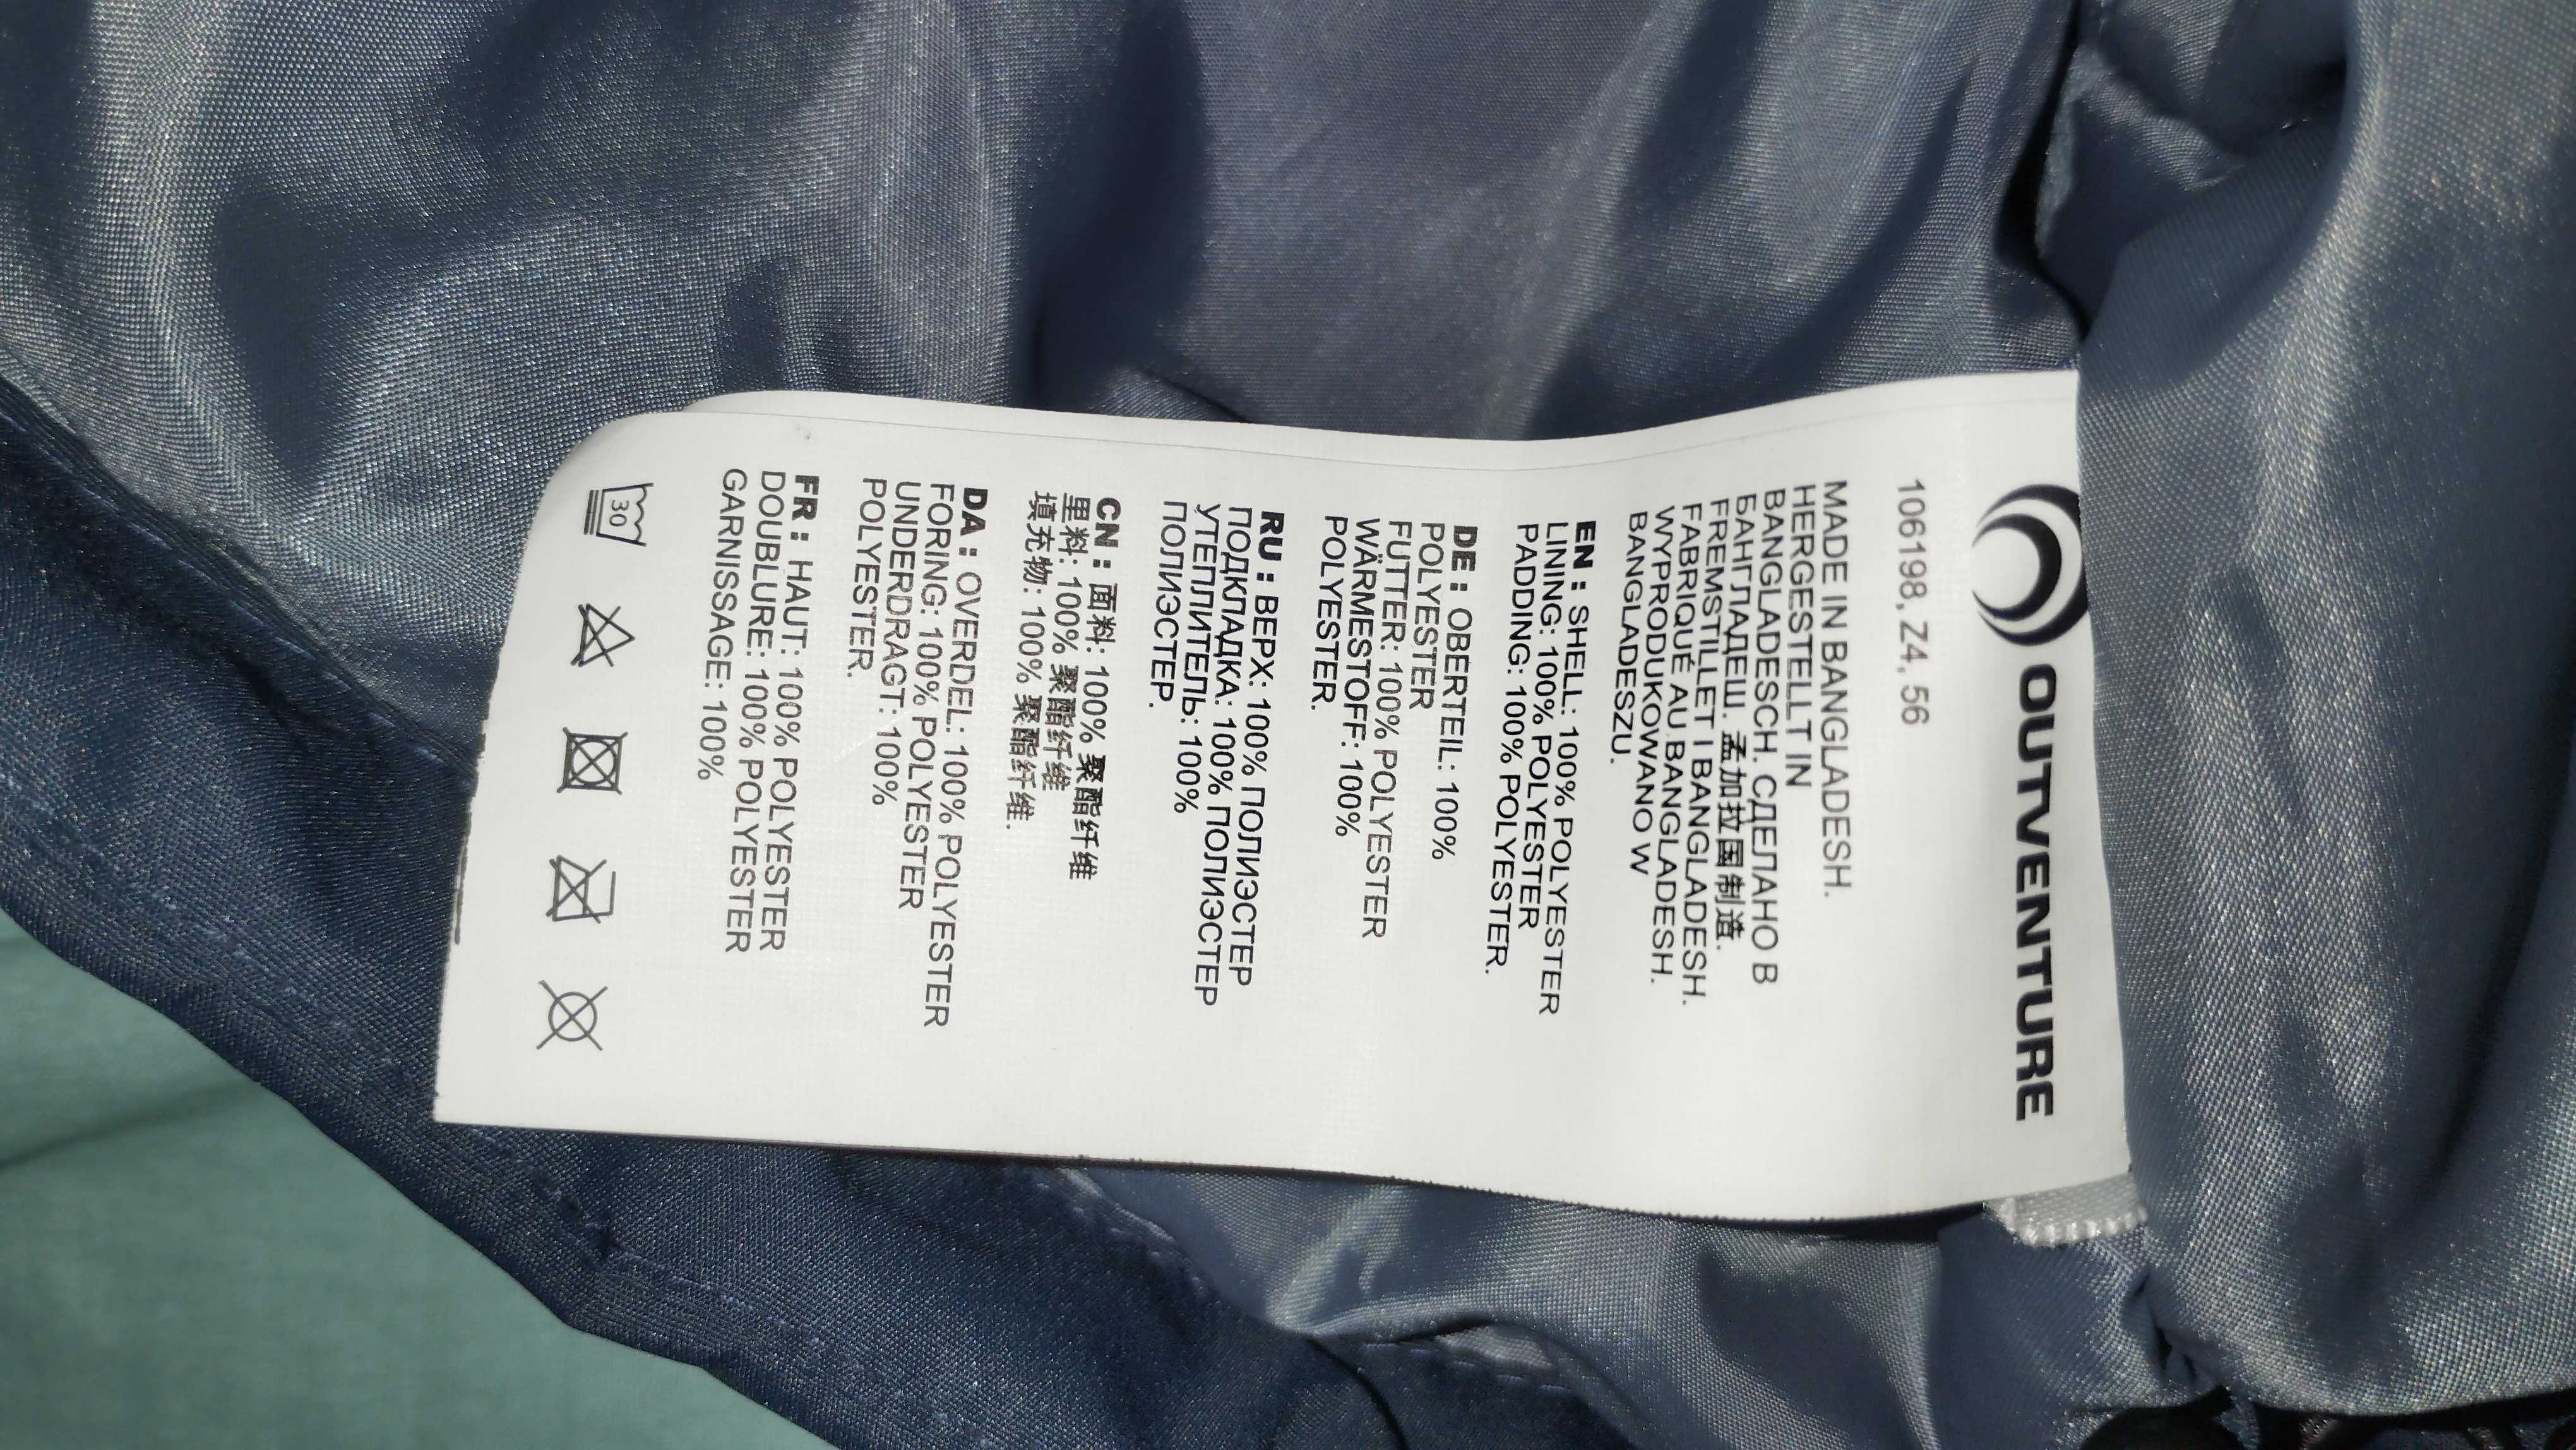 OUTVENTURE
106198, Z4, 56
MADE IN BANGLADESH.
HERGESTELLT IN
BANGLADESCH. СДЕЛАНО В
БАНГЛАДЕШ. 孟加拉国制造.
FREMSTILLET I BANGLADESH.
FABRIQUÉ AU BANGLADESH.
WYPRODUKOWANO W
BANGLADESZU.
EN : SHELL: 100% POLYESTER
LINING: 100% POLYESTER
PADDING: 100% POLYESTER.
DE : OBERTEIL: 100%
POLYESTER
FUTTER: 100% POLYESTER
WÄRMESTOFF: 100%
POLYESTER.
RU : ВЕРХ: 100% ПОЛИЭСТЕР
ПОДКЛАДКА: 100% ПОЛИЭСТЕР
УТЕПЛИТЕЛЬ: 100%
ПОЛИЭСТЕР.
CN : 面料: 100% 聚酯纤维
里料: 100% 聚酯纤维
填充物: 100% 聚酯纤维.
DA : OVERDEL: 100% POLYESTER
FORING: 100% POLYESTER
UNDERDRAGT: 100%
POLYESTER.
FR : HAUT: 100% POLYESTER
DOUBLURE: 100% POLYESTER
GARNISSAGE: 100%
30